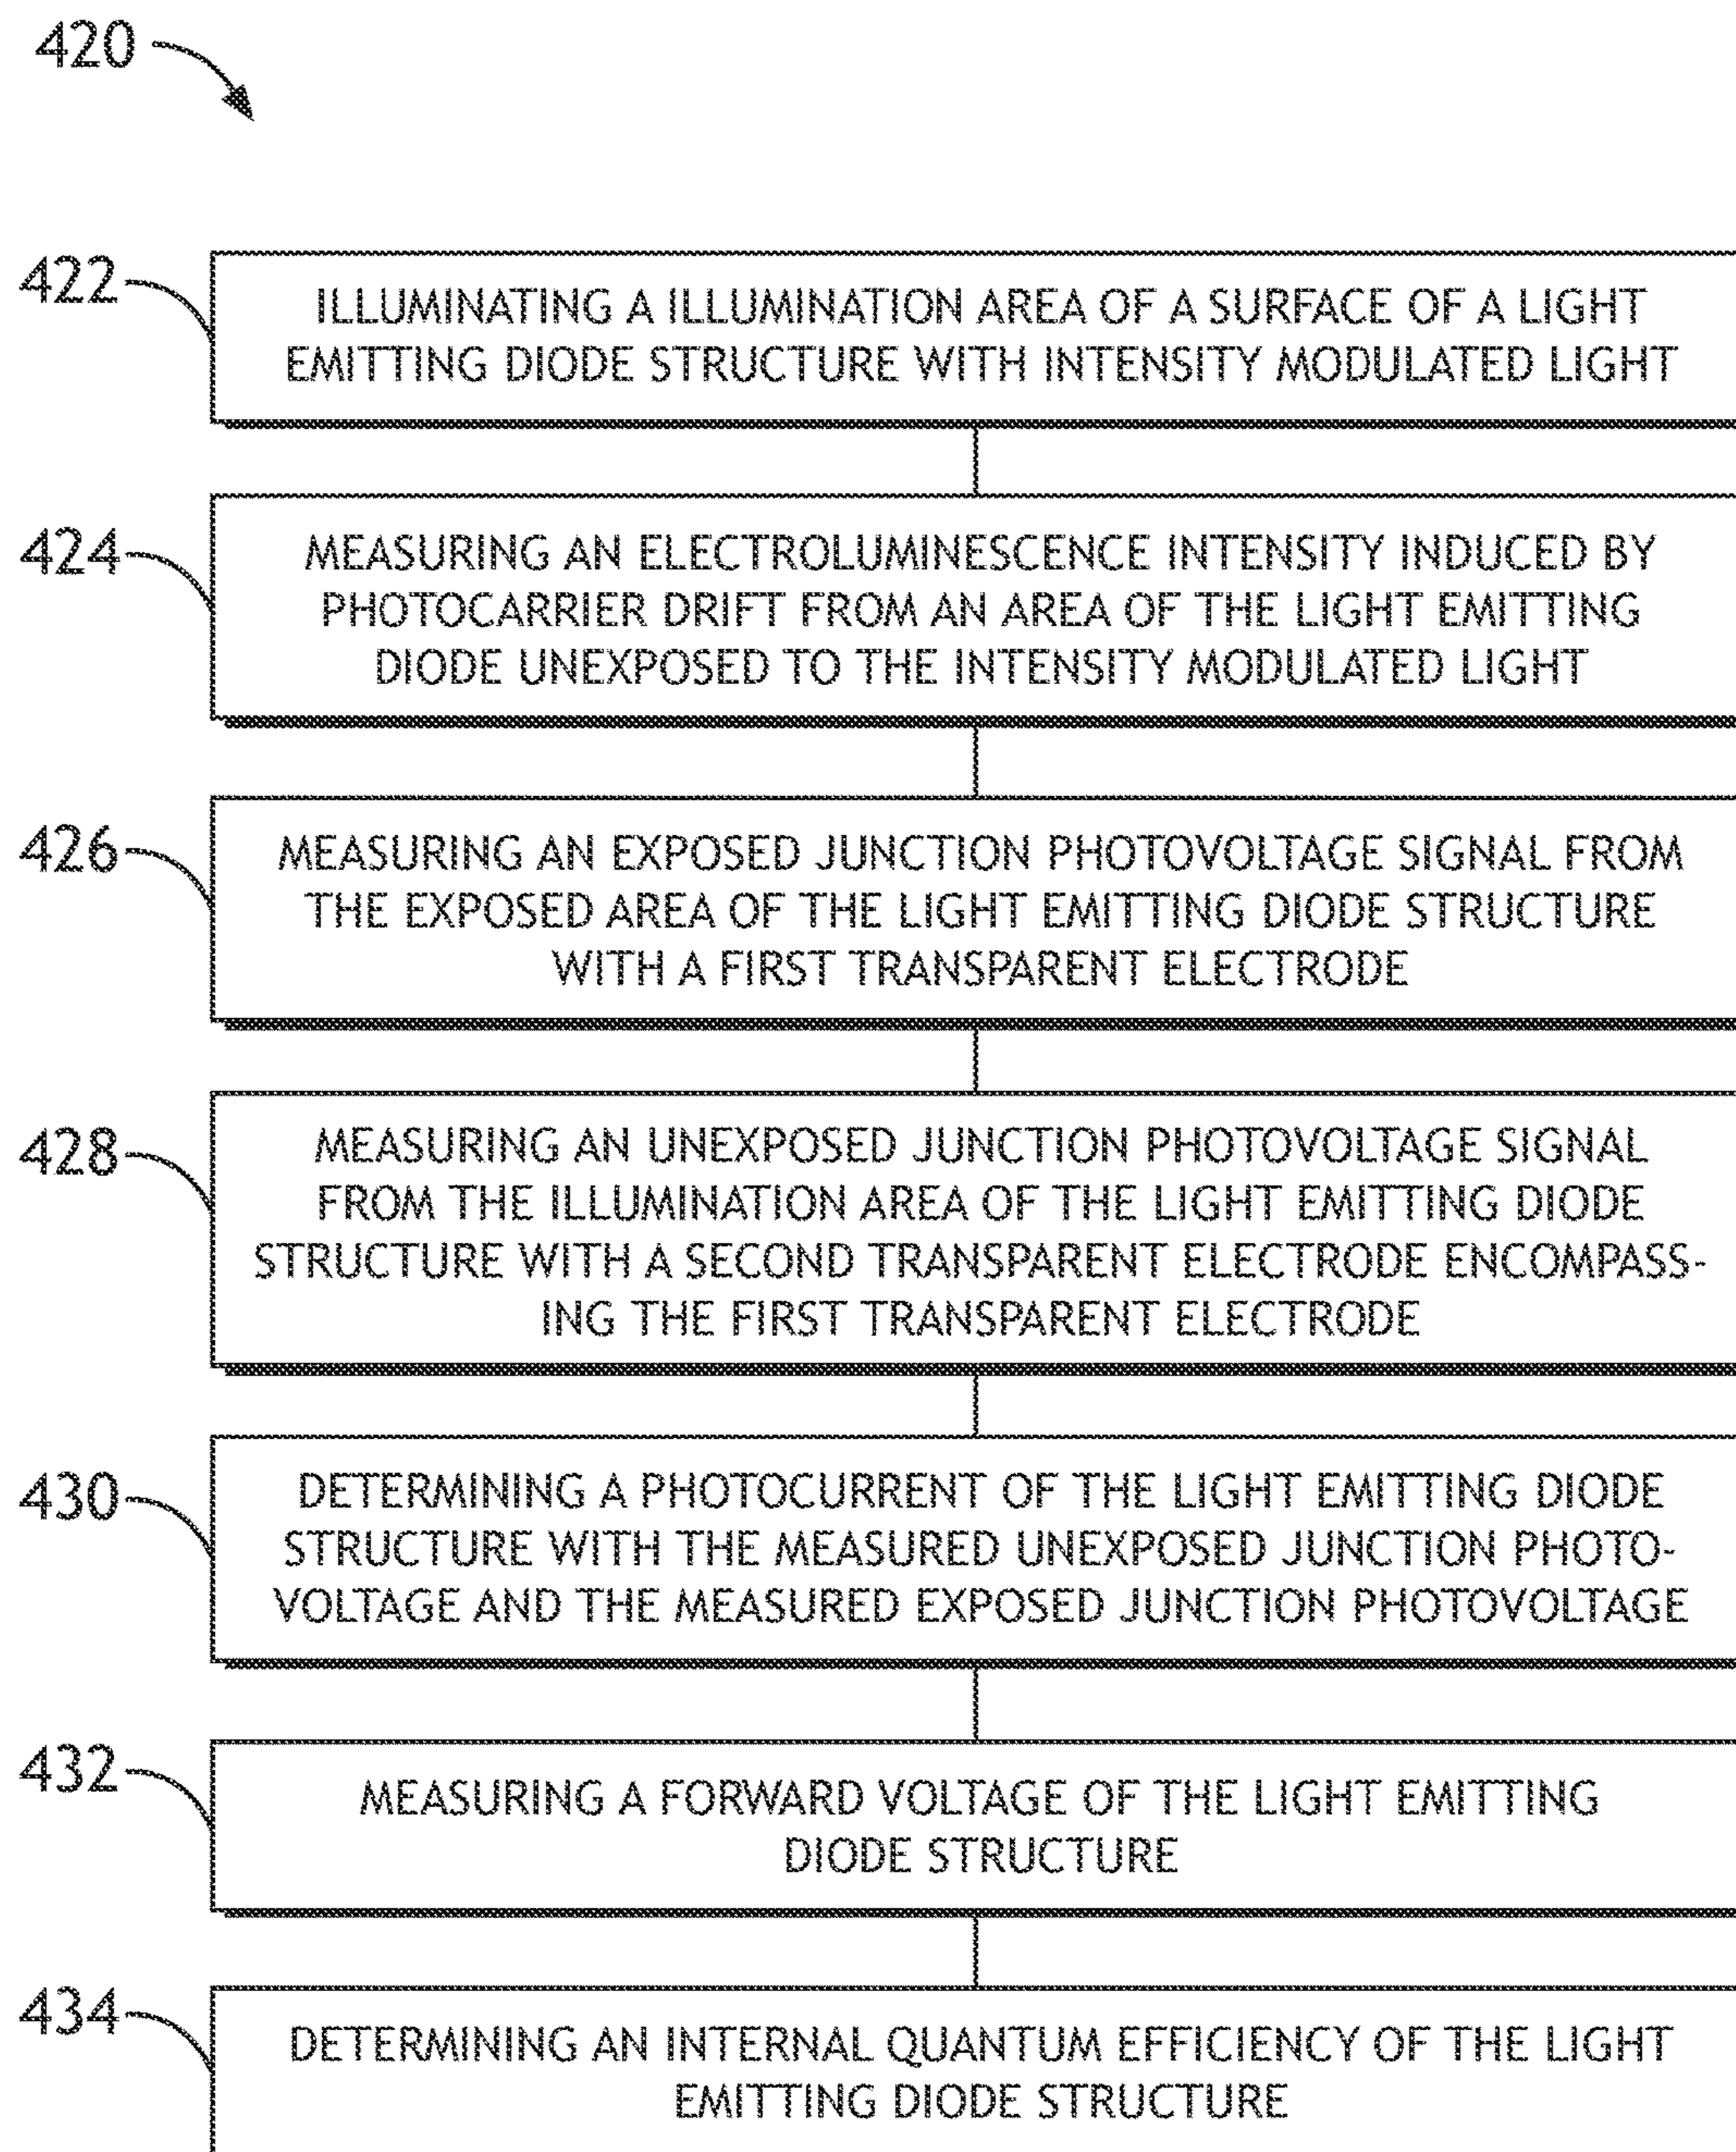 420
422
ILLUMINATING A ILLUMINATION AREA OF A SURFACE OF A LIGHT
EMITTING DIODE STRUCTURE WITH INTENSITY MODULATED LIGHT
424
MEASURING AN ELECTROLUMINESCENCE INTENSITY INDUCED BY
PHOTOCARRIER DRIFT FROM AN AREA OF THE LIGHT EMITTING
DIODE UNEXPOSED TO THE INTENSITY MODULATED LIGHT
426
MEASURING AN EXPOSED JUNCTION PHOTOVOLTAGE SIGNAL FROM
THE EXPOSED AREA OF THE LIGHT EMITTING DIODE STRUCTURE
WITH A FIRST TRANSPARENT ELECTRODE
428
MEASURING AN UNEXPOSED JUNCTION PHOTOVOLTAGE SIGNAL
FROM THE ILLUMINATION AREA OF THE LIGHT EMITTING DIODE
STRUCTURE WITH A SECOND TRANSPARENT ELECTRODE ENCOMPASS-
ING THE FIRST TRANSPARENT ELECTRODE
430
DETERMINING A PHOTOCURRENT OF THE LIGHT EMITTING DIODE
STRUCTURE WITH THE MEASURED UNEXPOSED JUNCTION PHOTO-
VOLTAGE AND THE MEASURED EXPOSED JUNCTION PHOTOVOLTAGE
432
MEASURING A FORWARD VOLTAGE OF THE LIGHT EMITTING
DIODE STRUCTURE
434
DETERMINING AN INTERNAL QUANTUM EFFICIENCY OF THE LIGHT
EMITTING DIODE STRUCTURE